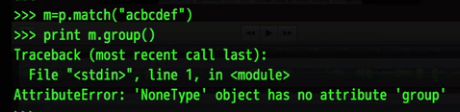 >>> m=p.match("acbcdef")
>>> print m.group()
Traceback (most recent call last):
  File "<stdin>", line 1, in <module>
AttributeError: 'NoneType' object has no attribute 'group'